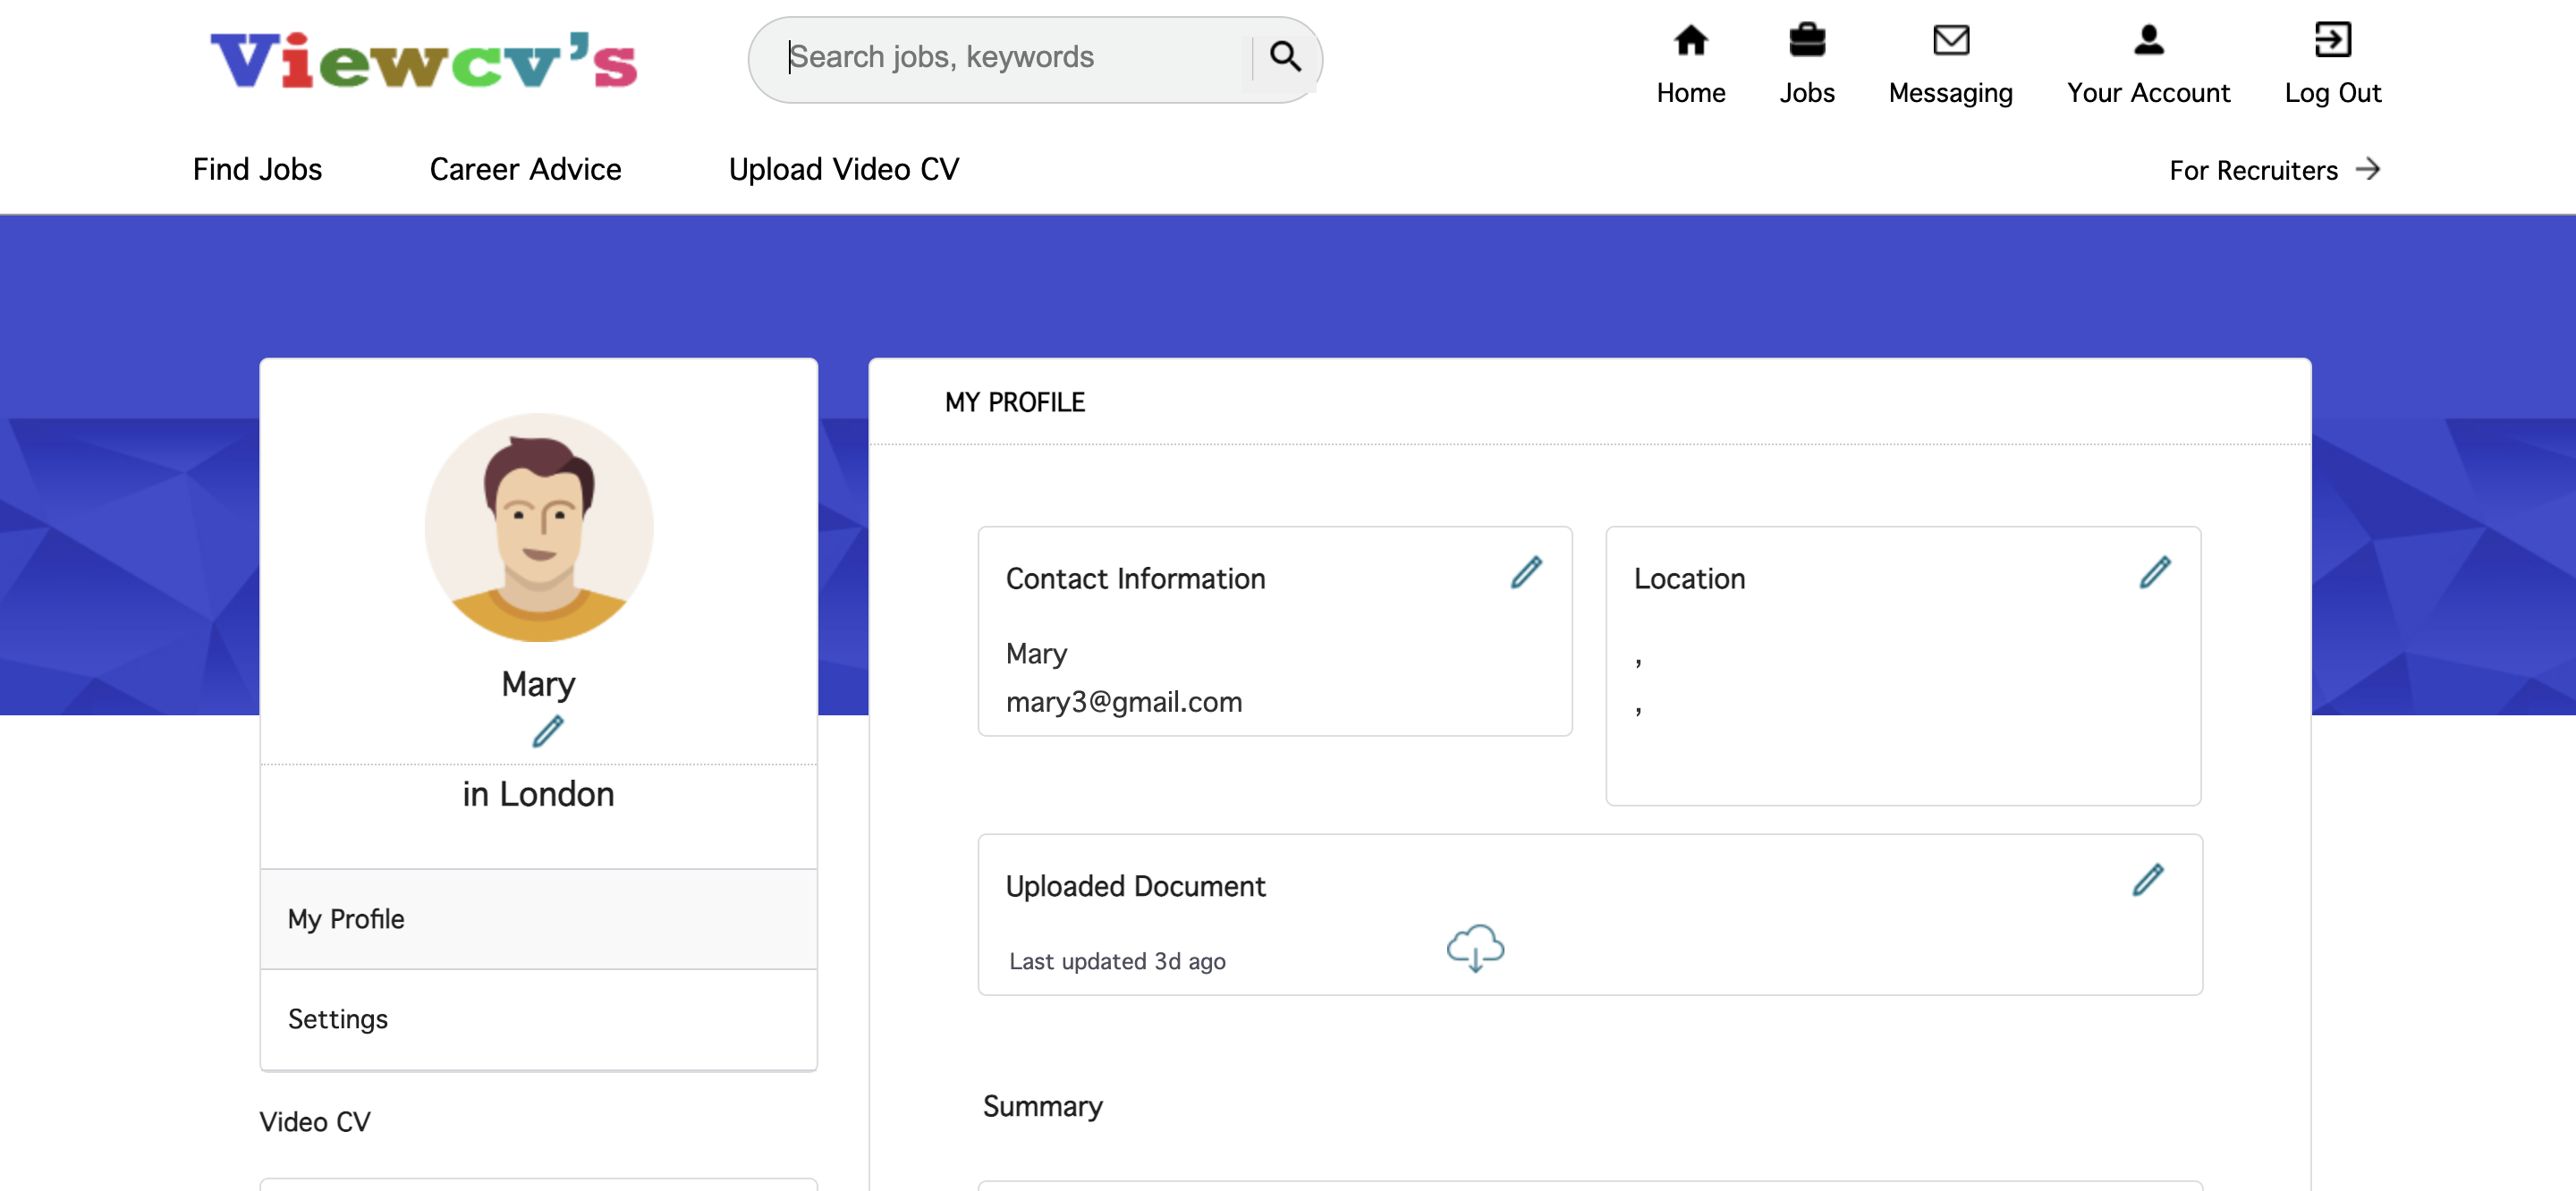 Viewcv's
Search jobs, keywords
Home
Jobs
Messaging
Your Account
Log Out
Find Jobs
Career Advice
Upload Video CV
For Recruiters
Mary
in London
My Profile
Settings
Video CV
MY PROFILE
Contact Information
Mary
mary3@gmail.com
Location
,
,
Uploaded Document
Last updated 3d ago
Summary